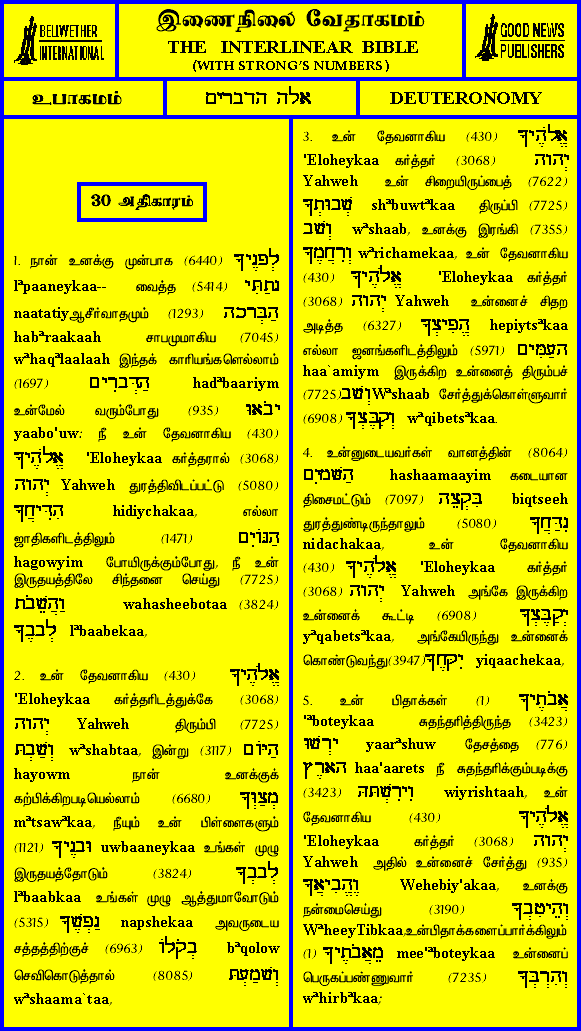 BELLWETHER
INTERNATIONAL
இணைநிலை வேதாகமம்
THE INTERLINEAR BIBLE
(WITH STRONG'S NUMBERS)
GOOD NEWS
PUBLISHERS
உபாகமம்
אלה הדברים
DEUTERONOMY
30 அதிகாரம்
1. நான் உனக்கு முன்பாக (6440) לְפָנֶיךָ
lᵊpaaneykaa-- வைத்த (5414) נָתַתִּי
naatatiyஆசீர்வாதமும் (1293) הַבְּרָכָה
habᵊraakaah சாபமுமாகிய (7045)
wᵊhaqᵊlaalaah இந்தக் காரியங்களெல்லாம்
(1697) הַדְּבָרִים hadᵊbaariym
உன்மேல் வரும்போது (935) יָבֹאוּ
yaabo'uw: நீ உன் தேவனாகிய (430)
אֱלֹהֶיךָ 'Eloheykaa கர்த்தரால் (3068)
יְהוָה Yahweh துரத்திவிடப்பட்டு (5080)
הִדִּיחֲךָ hidiychakaa, எல்லா
ஜாதிகளிடத்திலும் (1471) הַגּוֹיִם
hagowyim போயிருக்கும்போது, நீ உன்
இருதயத்திலே சிந்தனை செய்து (7725)
וַהֲשֵׁבֹתָ wahasheebotaa (3824)
לְבָבֶךָ lᵊbaabekaa,
2. உன் தேவனாகிய (430) אֱלֹהֶיךָ
'Eloheykaa கர்த்தரிடத்துக்கே (3068)
יְהוָה Yahweh திரும்பி (7725)
וְשַׁבְתָּ wᵊshabtaa, இன்று (3117) הַיּוֹם
hayowm நான் உனக்குக்
கற்பிக்கிறபடியெல்லாம் (6680) מְצַוְּךָ
mᵊtsawᵊkaa, நீயும் உன் பிள்ளைகளும்
(1121) וּבָנֶיךָ uwbaaneykaa உங்கள் முழு
இருதயத்தோடும் (3824) לְבָבְךָ
lᵊbaabkaa உங்கள் முழு ஆத்துமாவோடும்
(5315) נַפְשֶׁךָ napshekaa அவருடைய
சத்தத்திற்குச் (6963) בְקֹלוֹ bᵊqolow
செவிகொடுத்தால் (8085) וְשָׁמַעְתָּ
wᵊshaama`taa,
3. உன் தேவனாகிய (430) אֱלֹהֶיךָ
'Eloheykaa கர்த்தர் (3068) יְהוָה
Yahweh உன் சிறையிருப்பைத் (7622)
שְׁבוּתְךָ shᵊbuwtᵊkaa திருப்பி (7725)
וְשָׁב wᵊshaab, உனக்கு இரங்கி (7355)
וְרִחֲמֶךָ wᵊrichamekaa, உன் தேவனாகிய
(430) אֱלֹהֶיךָ 'Eloheykaa கர்த்தர்
(3068) יְהוָה Yahweh உன்னைச் சிதற
அடித்த (6327) הֱפִיצְךָ hepiytsᵊkaa
எல்லா ஜனங்களிடத்திலும் (5971) הָעַמִּים
haa`amiym இருக்கிற உன்னைத் திரும்பச்
(7725)וְשָׁבWᵊshaab சேர்த்துக்கொள்ளுவார்
(6908) וְקִבֶּצְךָ wᵊqibetsᵊkaa.
4. உன்னுடையவர்கள் வானத்தின் (8064)
הַשָּׁמָיִם hashaamaayim கடையான
திசைமட்டும் (7097) בִּקְצֵה biqtseeh
துரத்துண்டிருந்தாலும் (5080) נִדַּחֲךָ
nidachakaa, உன் தேவனாகிய
(430) אֱלֹהֶיךָ 'Eloheykaa கர்த்தர்
(3068) יְהוָה Yahweh அங்கே இருக்கிற
உன்னைக் கூட்டி (6908) יְקַבֶּצְךָ
yᵊqabetsᵊkaa, அங்கேயிருந்து உன்னைக்
கொண்டுவந்து(3947)יִקָּחֶךָ yiqaachekaa,
5. உன் பிதாக்கள் (1) אֲבֹתֶיךָ
'ᵃboteykaa சுதந்தரித்திருந்த (3423)
יָרְשׁוּ yaarᵊshuw தேசத்தை (776)
הָאָרֶץ haa'aarets நீ சுதந்தரிக்கும்படிக்கு
(3423) וִירִשְׁתָּהּ wiyrishtaah, உன்
தேவனாகிய (430) אֱלֹהֶיךָ
'Eloheykaa கர்த்தர் (3068) יְהוָה
Yahweh அதில் உன்னைச் சேர்த்து (935)
וֶהֱבִיאֲךָ Wehebiy'akaa, உனக்கு
நன்மைசெய்து (3190) וְהֵיטִבְךָ
WᵊheeyTibkaa,உன்பிதாக்களைப்பார்க்கிலும்
(1) מֵאֲבֹתֶיךָ mee'ᵃboteykaa உன்னைப்
பெருகப்பண்ணுவார் (7235) וְהִרְבְּךָ
wᵊhirbᵊkaa;